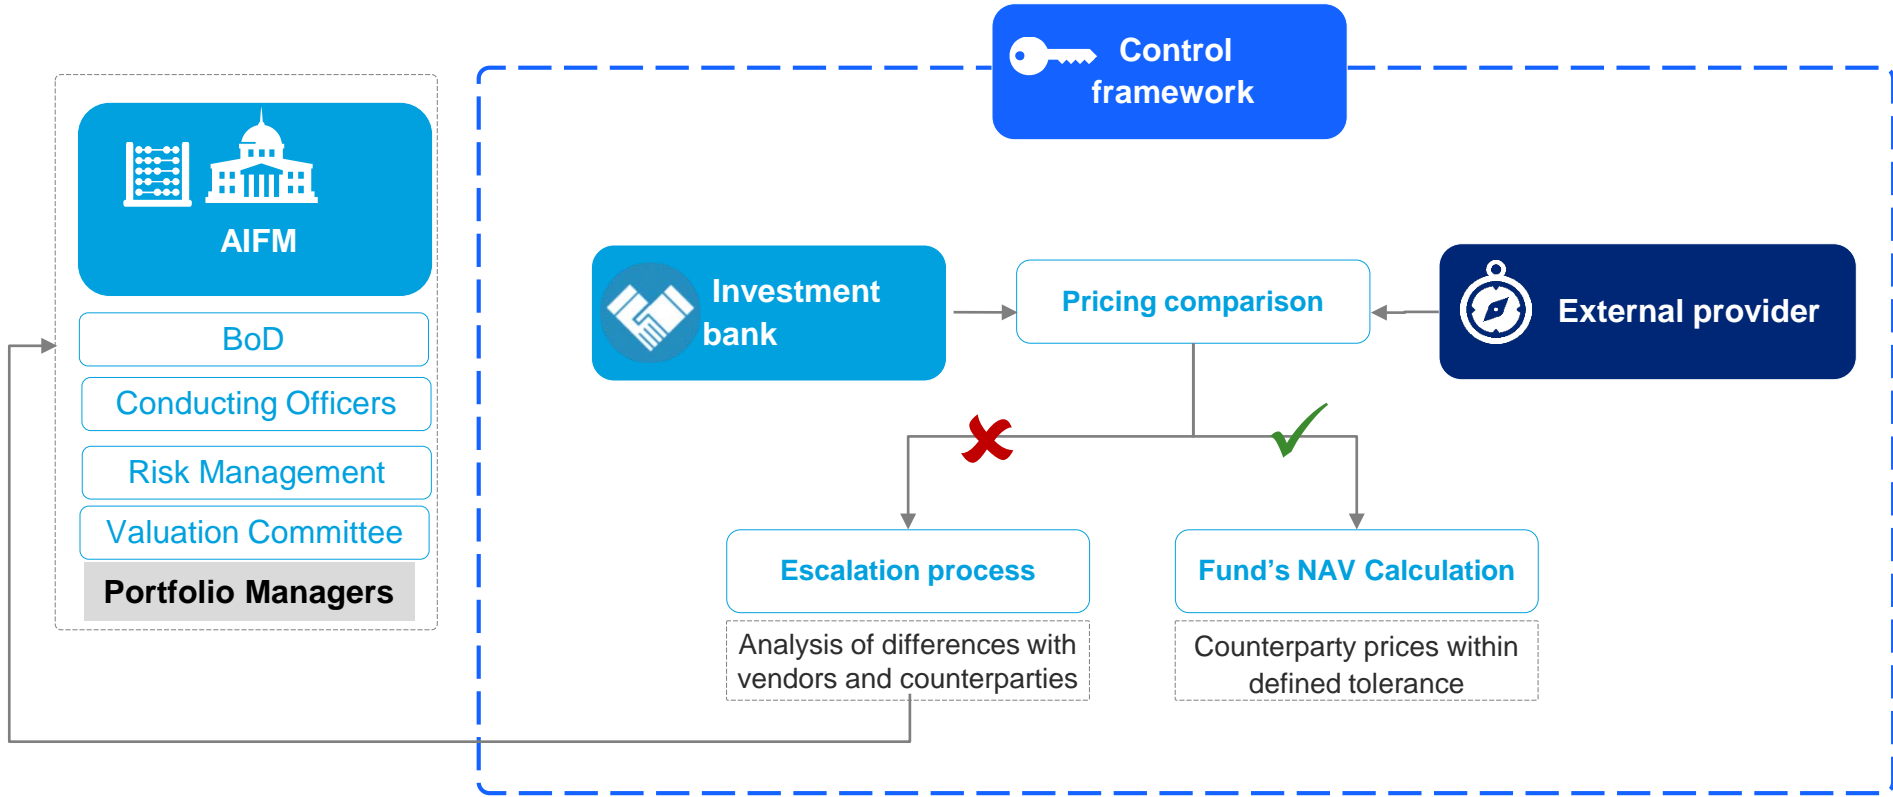 Control
framework
AIFM
BoD
Conducting Officers
Risk Management
Valuation Committee
Portfolio Managers
Investment
bank
Pricing comparison
External provider
Escalation process
Analysis of differences with
vendors and counterparties
Fund’s NAV Calculation
Counterparty prices within
defined tolerance